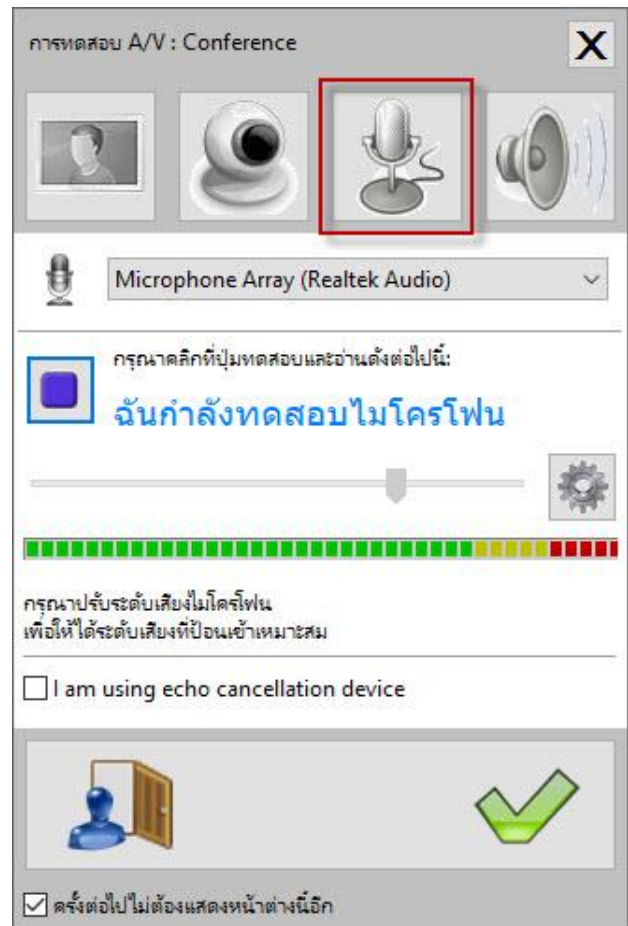 การทดสอบ A/V : Conference
X
Microphone Array (Realtek Audio)
กรุณาคลิกที่ปุ่มทดสอบและอ่านดังต่อไปนี้:
ฉันกำลังทดสอบไมโครโฟน
กรุณาปรับระดับเสียงไมโครโฟน
เพื่อให้ได้ระดับเสียงที่ป้อนเข้าเหมาะสม
I am using echo cancellation device
ครั้งต่อไปไม่ต้องแสดงหน้าต่างนี้อีก